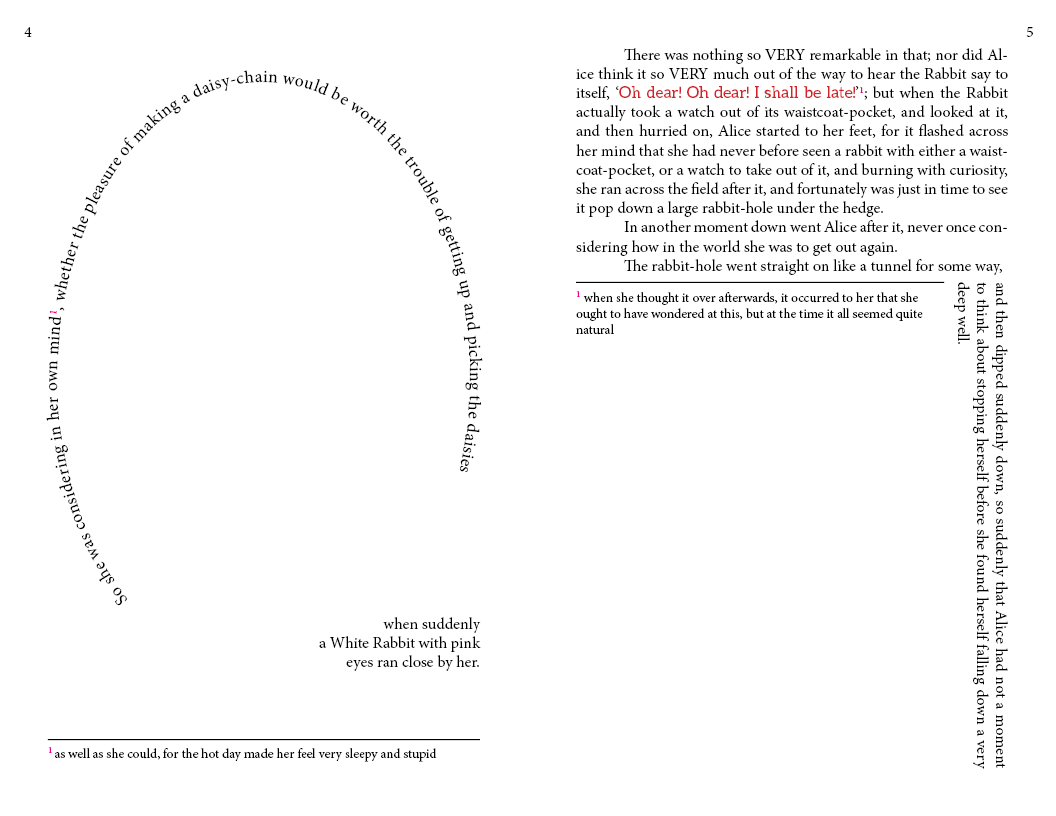 4
So she was considering in her own mind1, whether the pleasure of making a daisy-chain would be worth the trouble of getting up and picking the daisies
when suddenly
a White Rabbit with pink
eyes ran close by her.
1 as well as she could, for the hot day made her feel very sleepy and stupid
5
There was nothing so VERY remarkable in that; nor did Al-
ice think it so VERY much out of the way to hear the Rabbit say to
itself, ‘Oh dear! Oh dear! I shall be late!’1; but when the Rabbit
actually took a watch out of its waistcoat-pocket, and looked at it,
and then hurried on, Alice started to her feet, for it flashed across
her mind that she had never before seen a rabbit with either a waist-
coat-pocket, or a watch to take out of it, and burning with curiosity,
she ran across the field after it, and fortunately was just in time to see
it pop down a large rabbit-hole under the hedge.
In another moment down went Alice after it, never once con-
sidering how in the world she was to get out again.
The rabbit-hole went straight on like a tunnel for some way,
and then dipped suddenly down, so suddenly that Alice had not a moment
to think about stopping herself before she found herself falling down a very
deep well.
1 when she thought it over afterwards, it occurred to her that she
ought to have wondered at this, but at the time it all seemed quite
natural